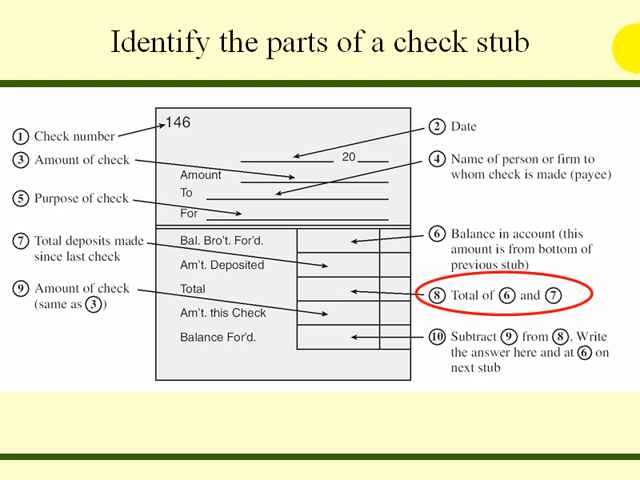 Identify the parts of a check stub
146
① Check number
② Date
20
③ Amount of check
④ Name of person or firm to
whom check is made (payee)
Amount
To
⑤ Purpose of check
For
⑥ Balance in account (this
amount is from bottom of
previous stub)
⑦ Total deposits made
since last check
Bal. Bro't. For'd.
Am't. Deposited
Total
⑧ Total of ⑥ and ⑦
⑨ Amount of check
(same as ③)
Am't. this Check
Balance For'd.
⑩ Subtract ⑨ from ⑧. Write
the answer here and at ⑥ on
next stub